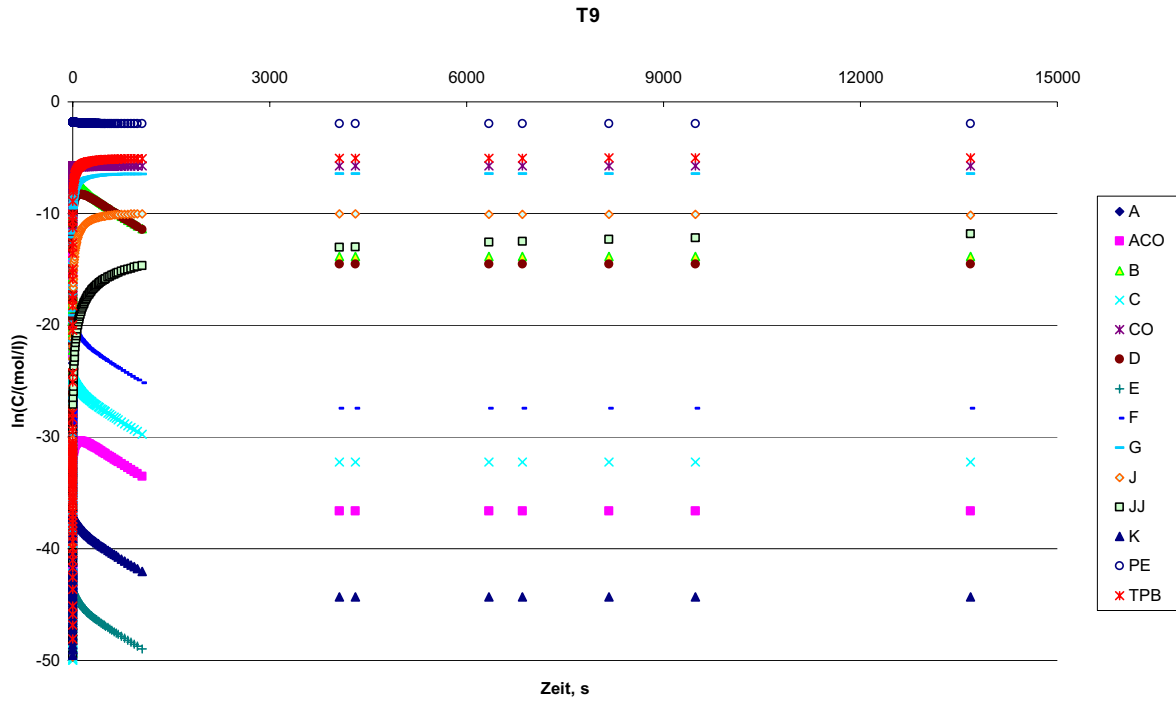 T9
0 3000 6000 9000 12000 15000
0
-10
-20
-30
-40
-50
ln(C/(mol/l))
Zeit, s
A
ACO
B
C
CO
D
E
F
G
J
JJ
K
PE
TPB